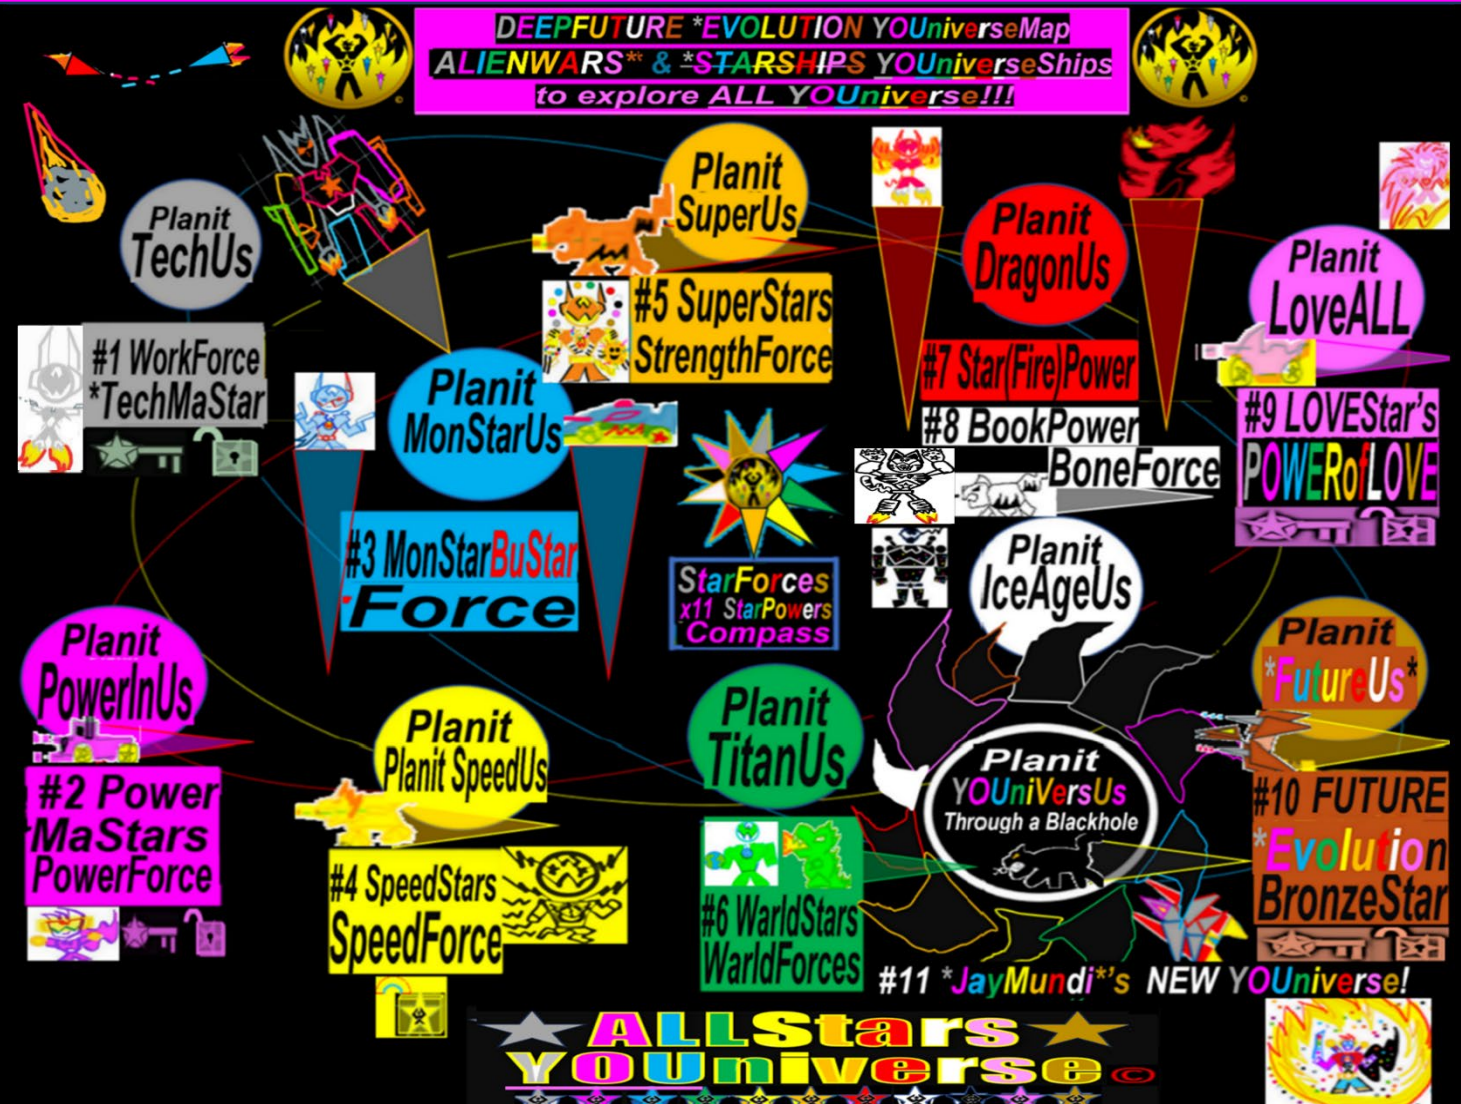 DEEPFUTURE *EVOLUTION YOUniverseMap
ALIENWARS** & *STARSHIPS YOUniverseShips
to explore ALL YOUniverse!!!
Planit
TechUs
#1 WorkForce
*TechMaStar
Planit
MonStarUs
#3 MonStarBuStar
Force
Planit
SuperUs
#5 SuperStars
StrengthForce
Planit
DragonUs
#7 Star(Fire)Power
#8 BookPower
BoneForce
Planit
IceAgeUs
Planit
LoveALL
#9 LOVEStar's
POWERofLOVE
StarForces
x11 StarPowers
Compass
Planit
PowerInUs
#2 Power
MaStars
PowerForce
Planit
Planit SpeedUs
#4 SpeedStars
SpeedForce
Planit
TitanUs
#6 WarldStars
WarldForces
Planit
YOUniVersUs
Through a Blackhole
Planit
*FutureUs*
#10 FUTURE
*Evolution
BronzeStar
#11 *JayMundi*'s NEW YOUniverse!
ALLStars
YOUniverse©